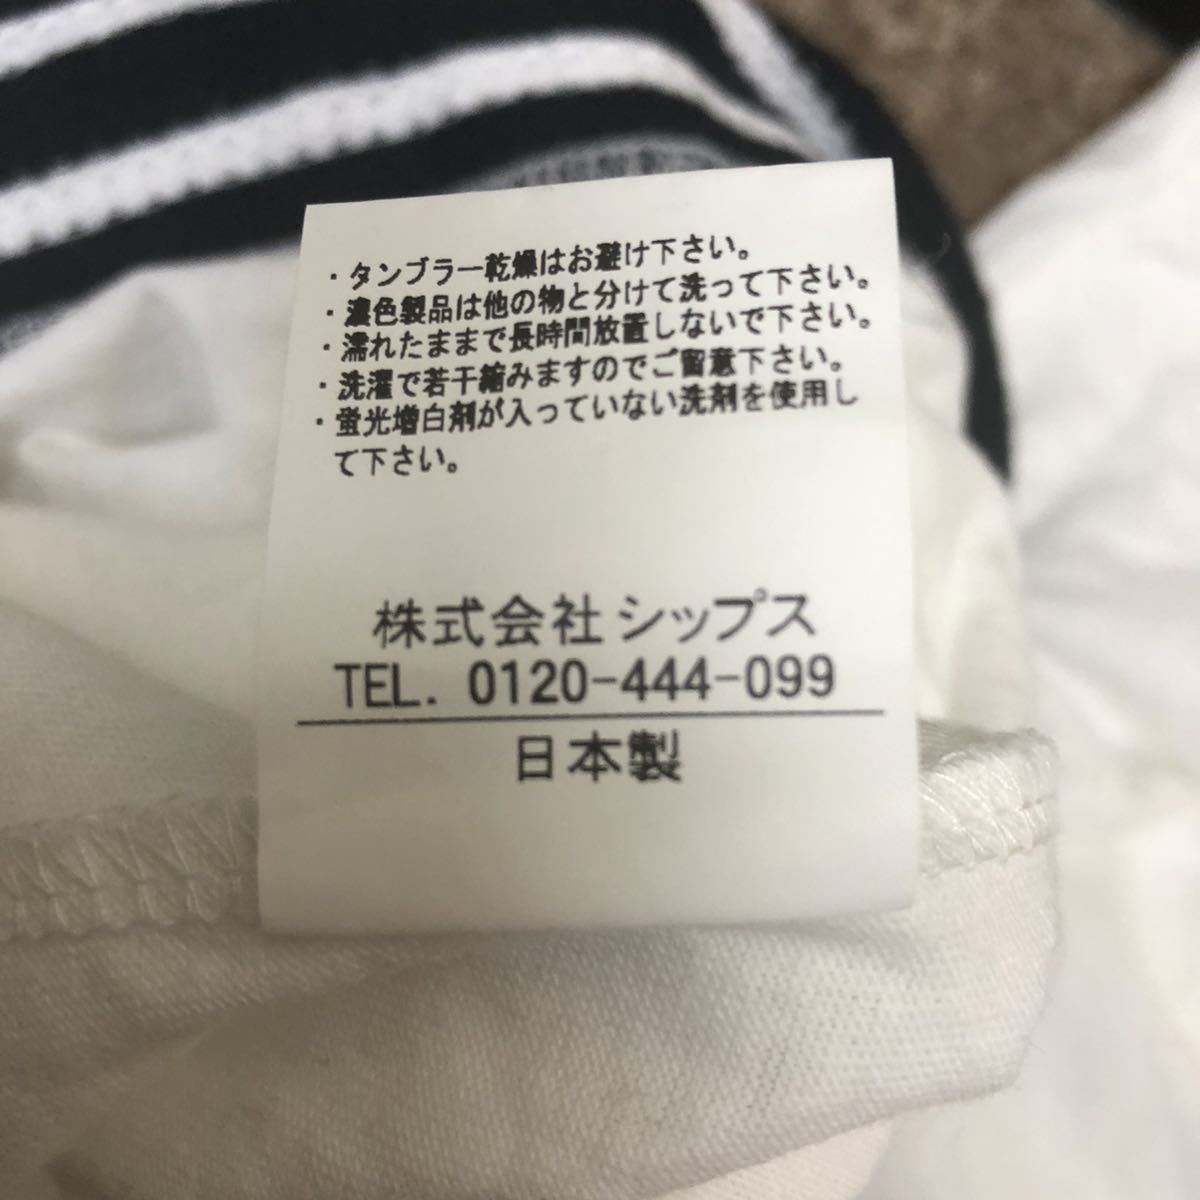 ・タンブラー乾燥はお避け下さい。
・濃色製品は他の物と分けて洗って下さい。
・濡れたままで長時間放置しないで下さい。
・洗濯で若干縮みますのでご留意下さい。
・蛍光増白剤が入っていない洗剤を使用し
て下さい。
株式会社 シップス
TEL. 0120-444-099
日本製